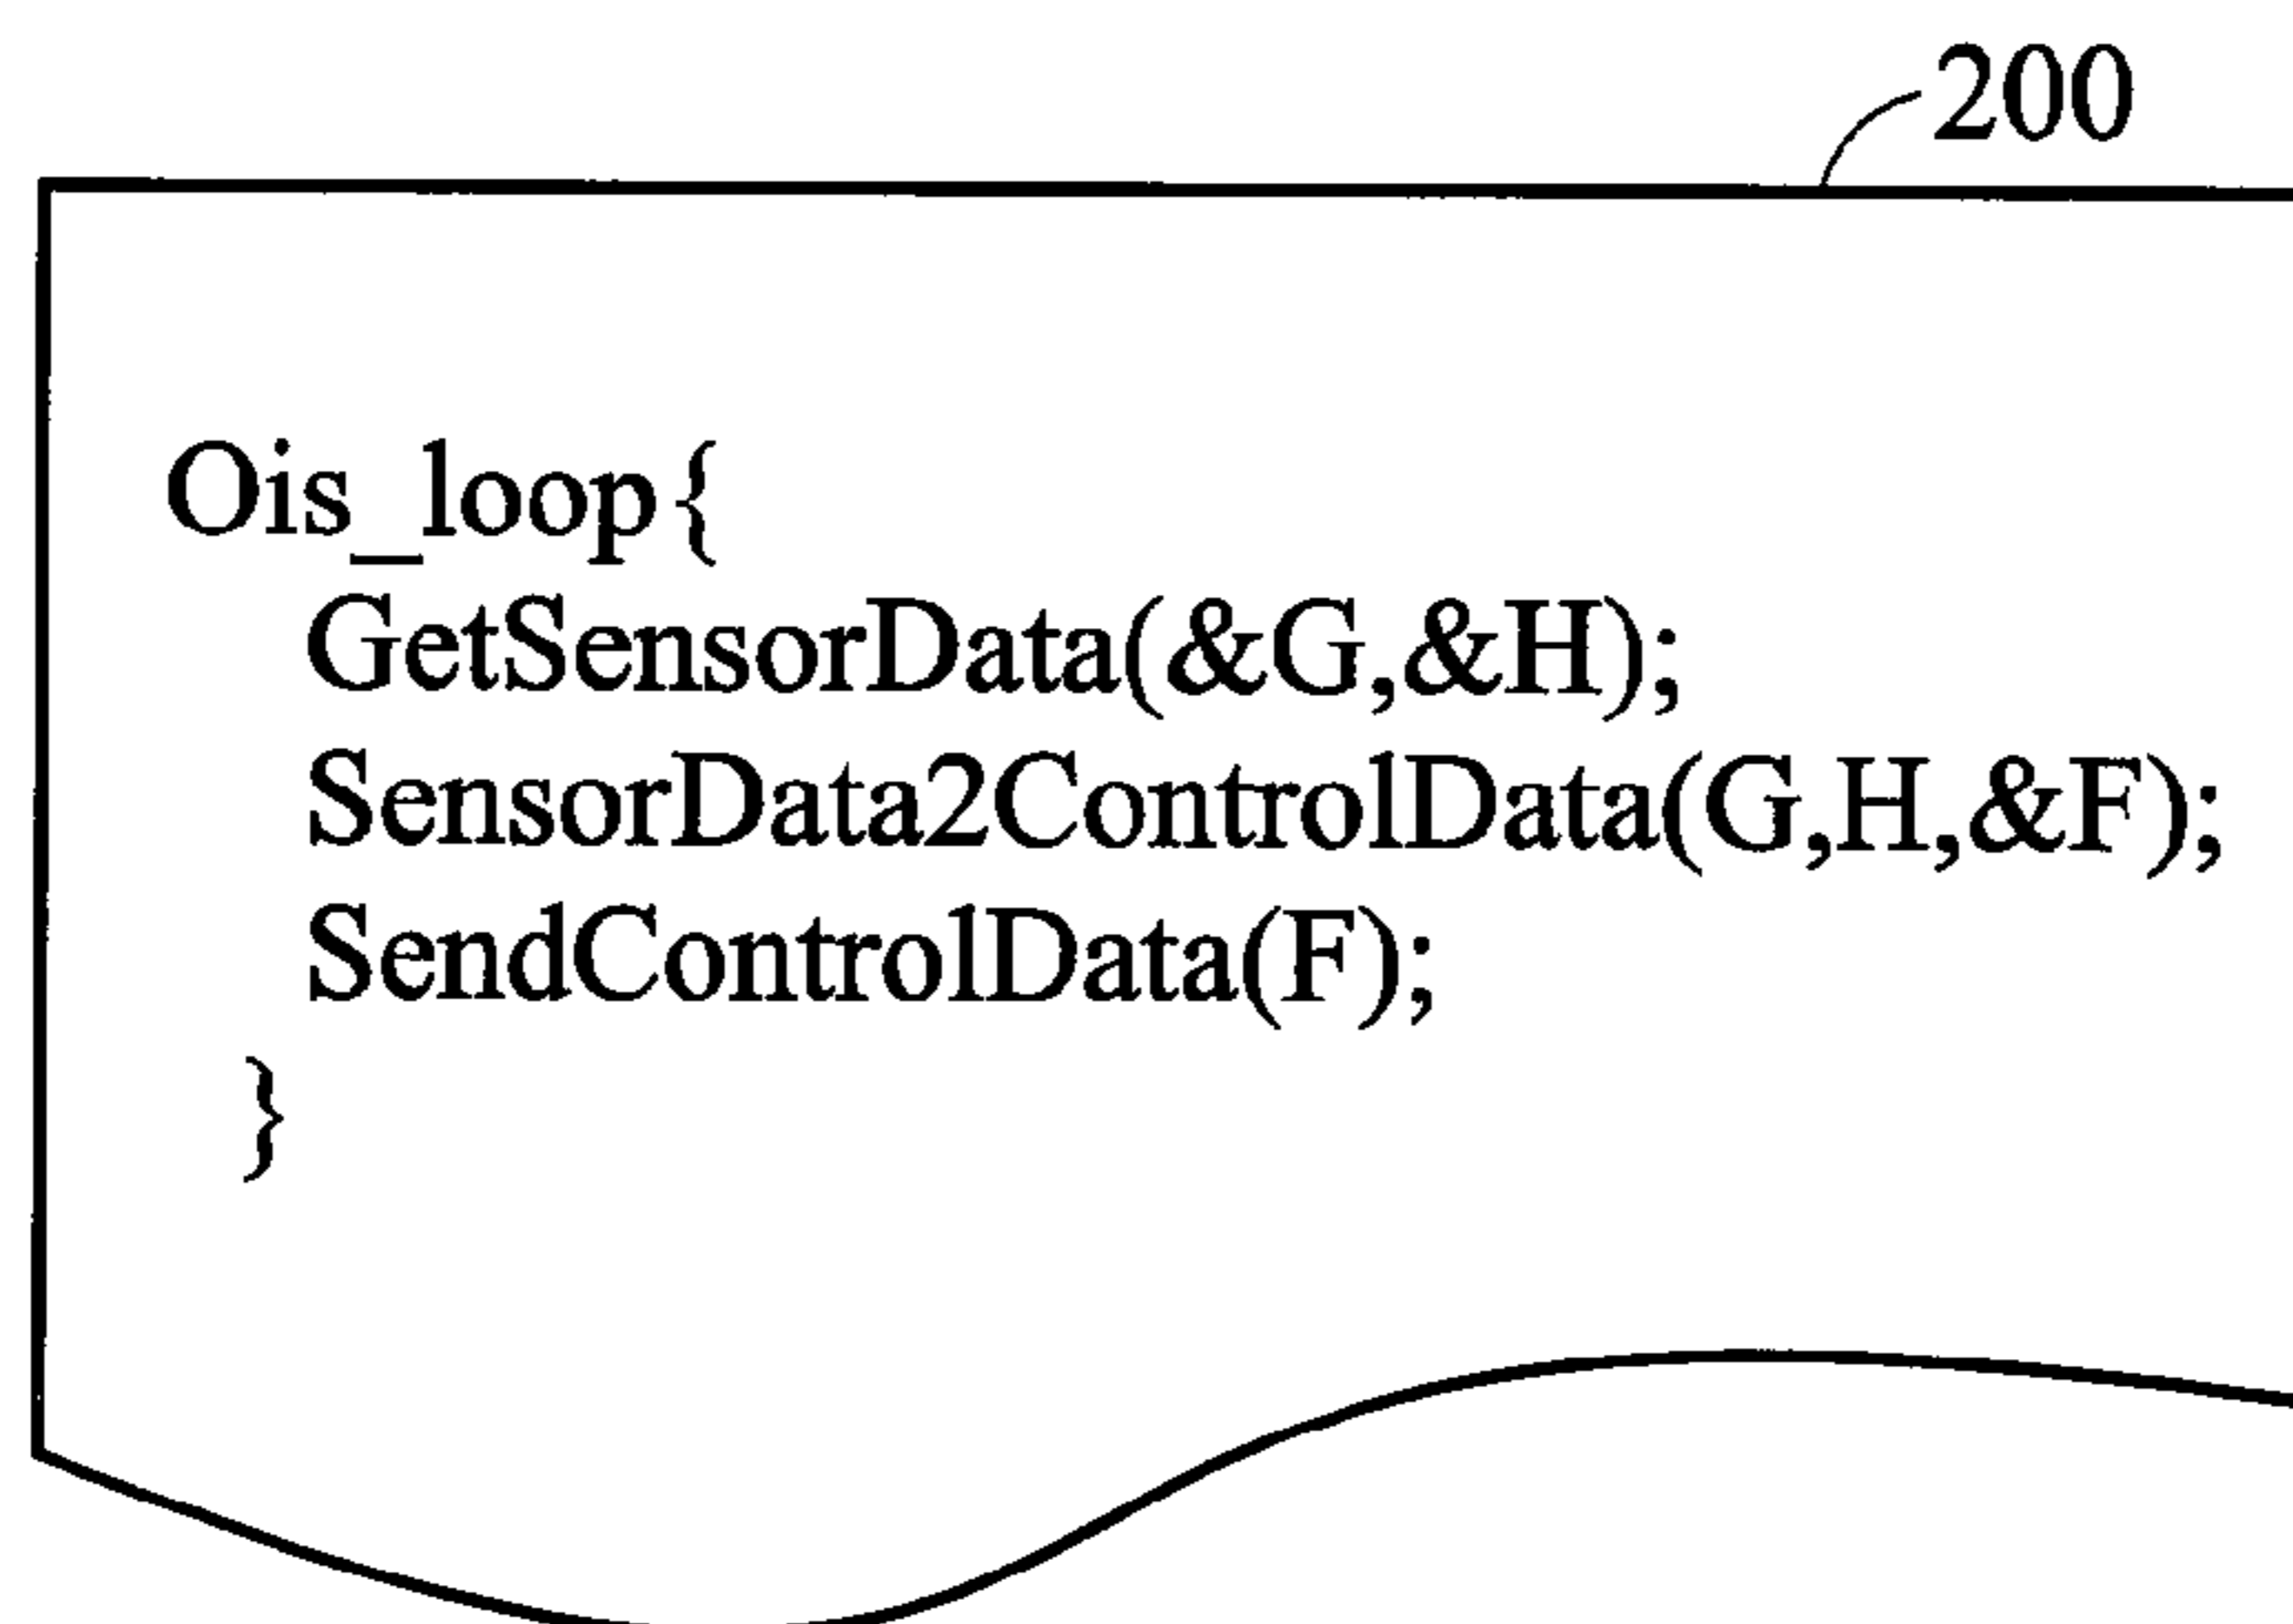 200
Ois_loop{
GetSensorData(&G,&H);
SensorData2ControlData(G,H,&F);
SendControlData(F);
}